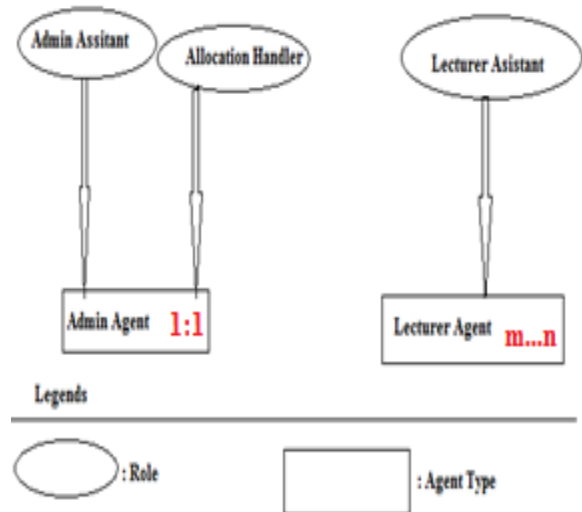 Admin Assitant
Allocation Handler
Lecturer Asistant
Admin Agent 1:1
Lecturer Agent m...n
Legends
: Role
: Agent Type